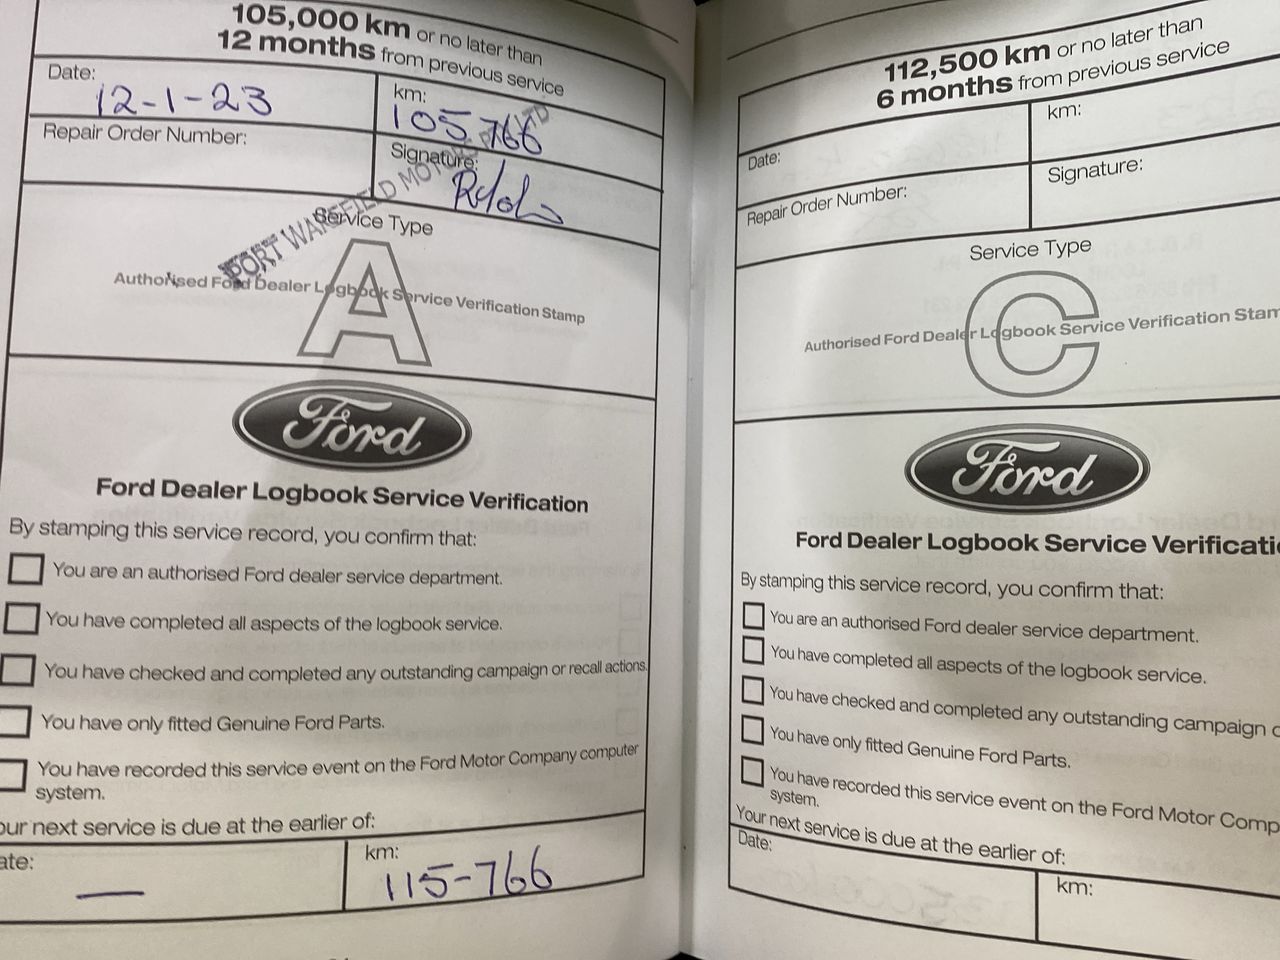 105,000 km or no later than
12 months from previous service
Date:
12-1-23
km:
105,766
Repair Order Number:
Signature:
PORT WAKEFIELD MOTORS PTY LTD
Service Type
A
Authorised Ford Dealer Logbook Service Verification Stamp
Ford
Ford Dealer Logbook Service Verification
By stamping this service record, you confirm that:
You are an authorised Ford dealer service department.
You have completed all aspects of the logbook service.
You have checked and completed any outstanding campaign or recall actions.
You have only fitted Genuine Ford Parts.
You have recorded this service event on the Ford Motor Company computer
system.
our next service is due at the earlier of:
ate:
—
km:
115-766
112,500 km or no later than
6 months from previous service
Date:
km:
Repair Order Number:
Signature:
Service Type
C
Authorised Ford Dealer Logbook Service Verification Stam
Ford
Ford Dealer Logbook Service Verificati
By stamping this service record, you confirm that:
You are an authorised Ford dealer service department.
You have completed all aspects of the logbook service.
You have checked and completed any outstanding campaign o
You have only fitted Genuine Ford Parts.
You have recorded this service event on the Ford Motor Comp
system.
Your next service is due at the earlier of:
Date:
km: